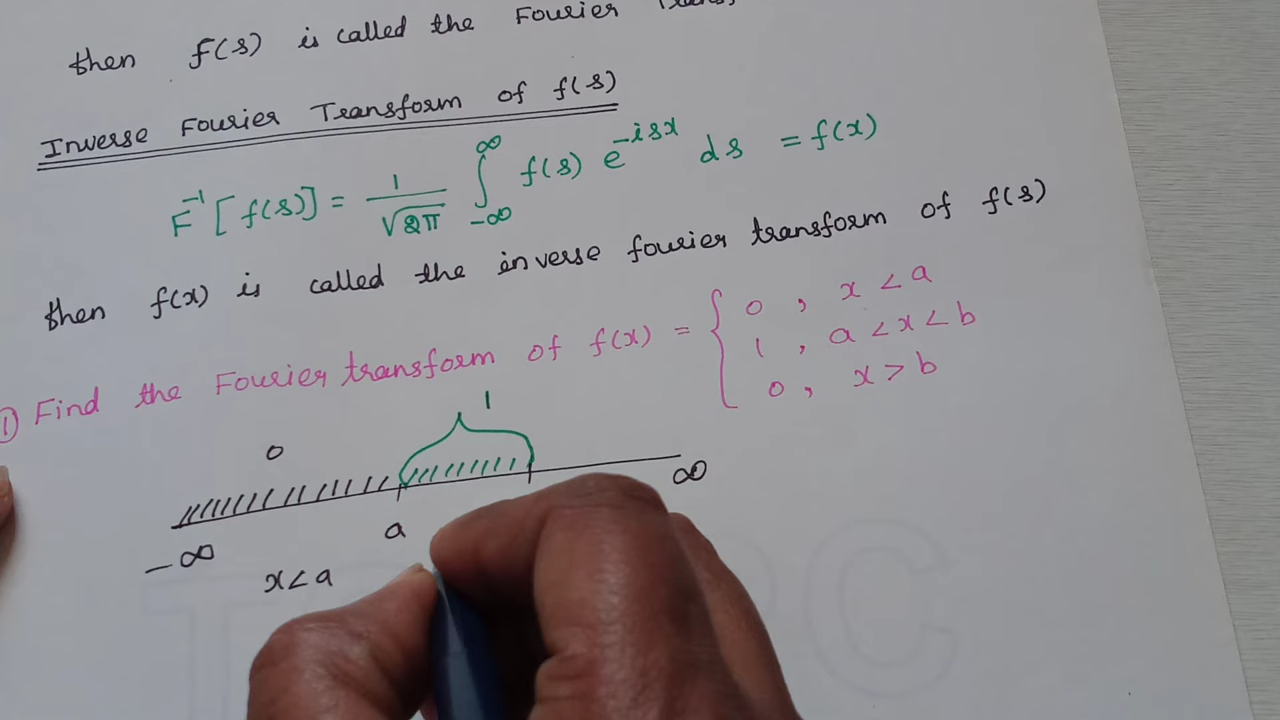 then F(s) is called the Fourier
Inverse Fourier Transform of f(s)
F⁻¹[f(s)] = 1/√2π ∫_{-∞}^{∞} f(s) e^{-isx} ds = f(x)
then f(x) is called the inverse fourier transform of f(s)
1) Find the Fourier transform of f(x) = { 0 , x < a
1 , a < x < b
0 , x > b
1
0
-∞ a ∞
x < a